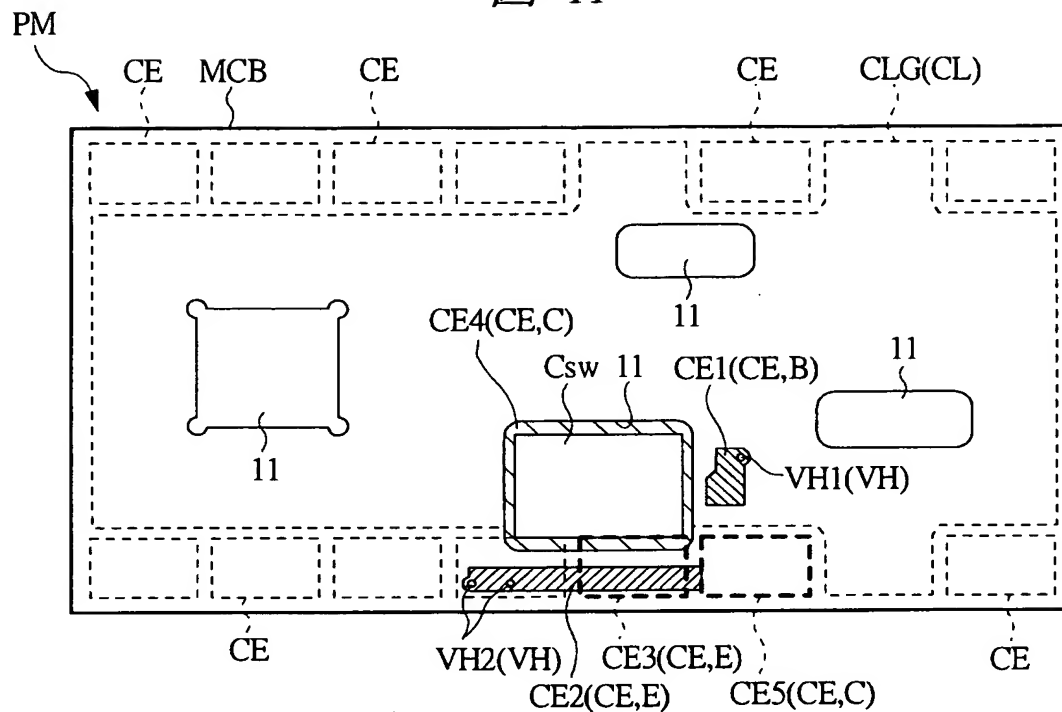 PM
CE MCB CE CE CLG(CL)
11
CE4(CE,C)
Csw 11 CE1(CE,B) 11
11
VH1(VH)
CE VH2(VH) CE3(CE,E) CE
CE2(CE,E) CE5(CE,C)